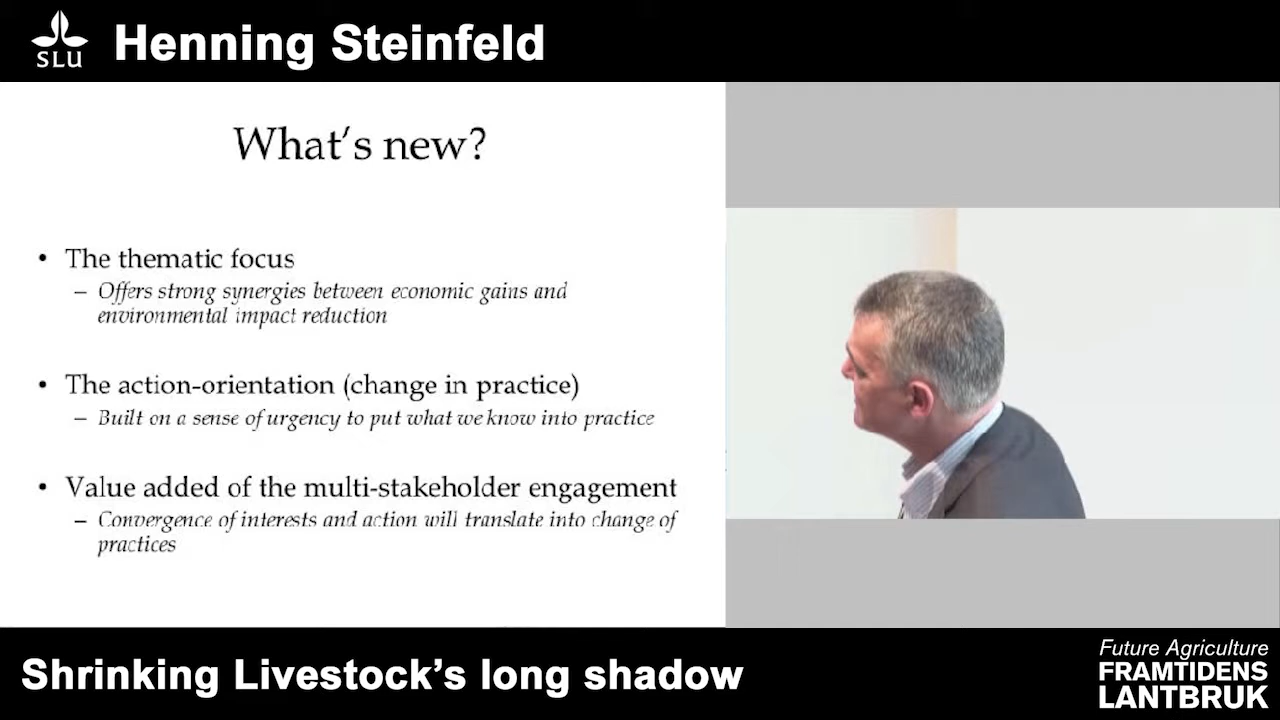 SLU
Henning Steinfeld
What's new?
• The thematic focus
– Offers strong synergies between economic gains and
environmental impact reduction
• The action-orientation (change in practice)
– Built on a sense of urgency to put what we know into practice
• Value added of the multi-stakeholder engagement
– Convergence of interests and action will translate into change of
practices
Shrinking Livestock's long shadow
Future Agriculture
FRAMTIDENS
LANTBRUK